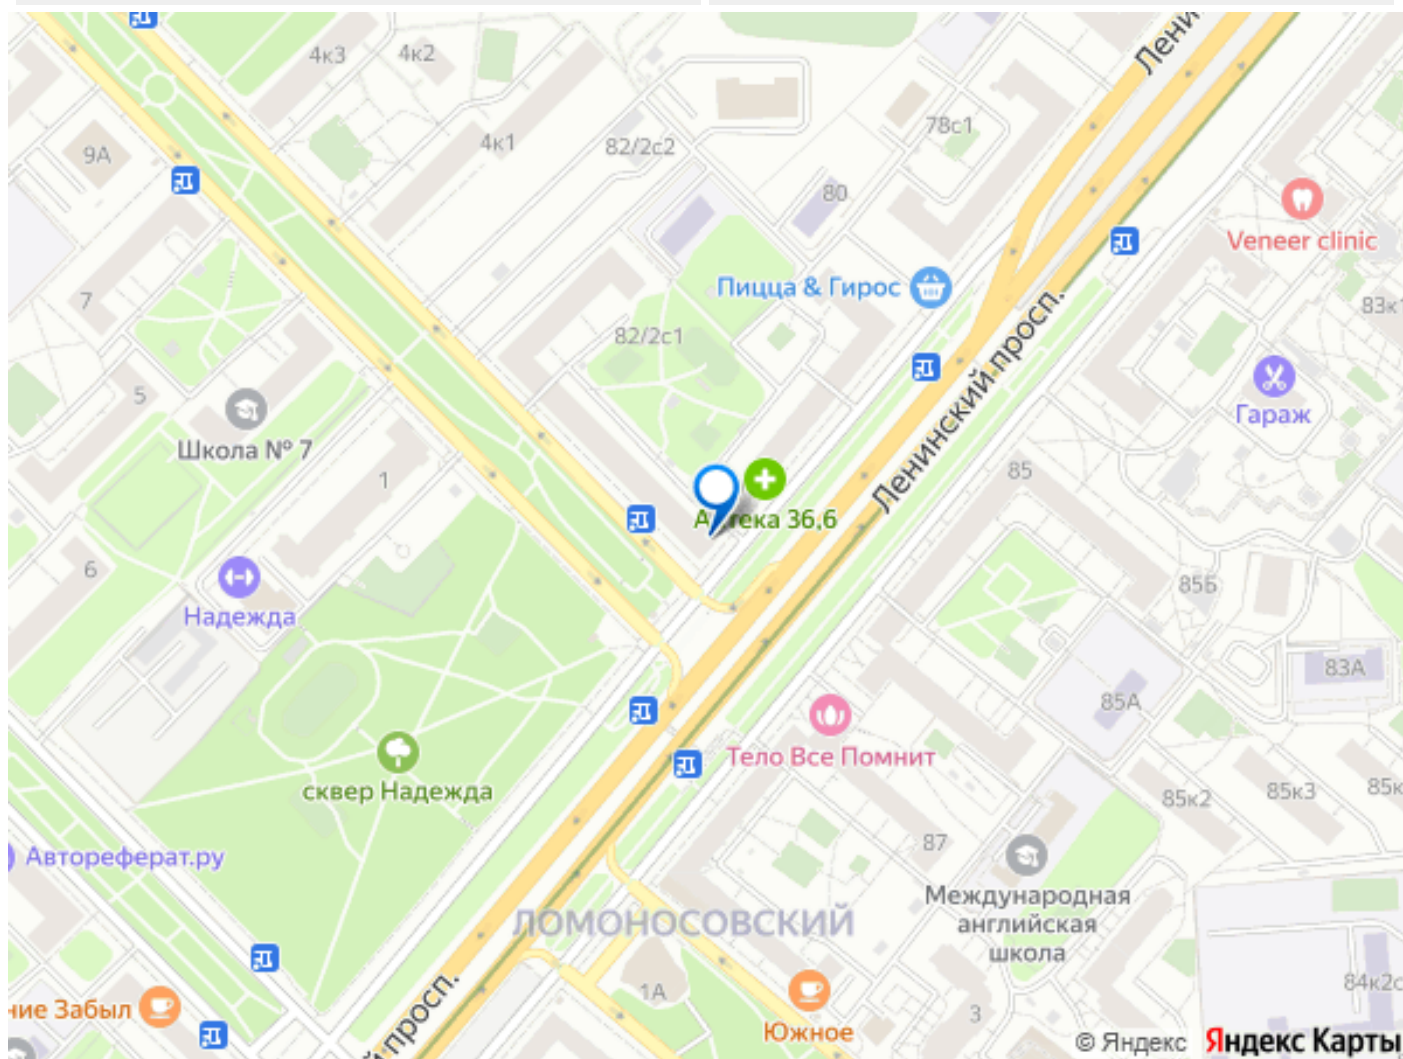 Ленинский
4к3
4к2
9А
4к1
82/2с2
78с1
80
Veneer clinic
7
Пицца & Гирос
83к1
82/2с1
5
Школа № 7
Гараж
Ленинский просп.
1
85
Аптека 36,6
6
Надежда
85Б
83А
85А
Тело Все Помнит
сквер Надежда
85к2
85к3
85к
87
Автореферат.ру
Международная
английская
школа
ЛОМОНОСОВСКИЙ
1А
84к2с
ние Забыл
й просп.
Южное
3
© Яндекс Яндекс Карты